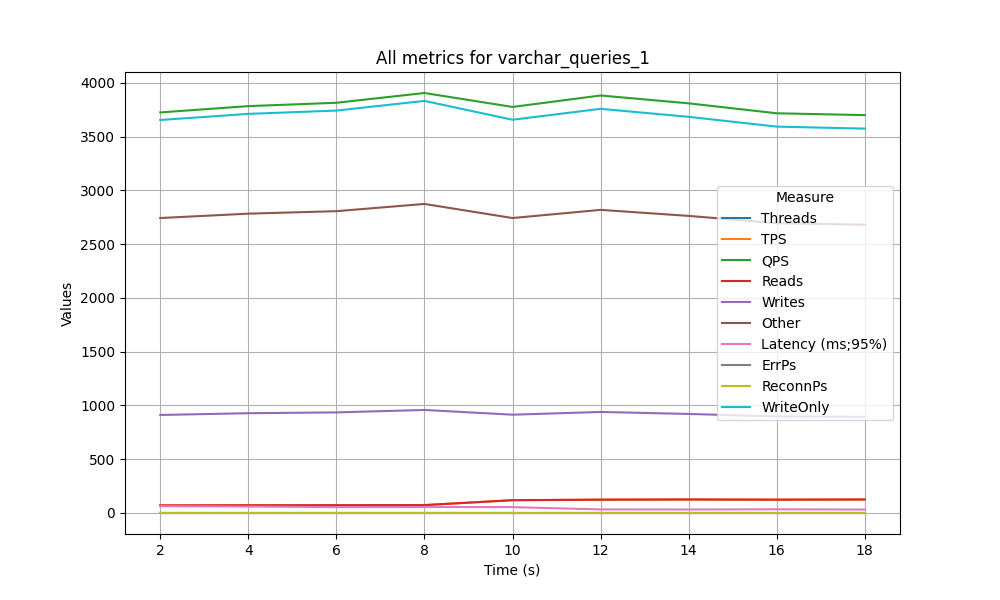 All metrics for varchar_queries_1
4000
3500
3000
2500
2000
1500
1000
500
0
Values
2 4 6 8 10 12 14 16 18
Time (s)
Measure
Threads
TPS
QPS
Reads
Writes
Other
Latency (ms;95%)
ErrPs
ReconnPs
WriteOnly